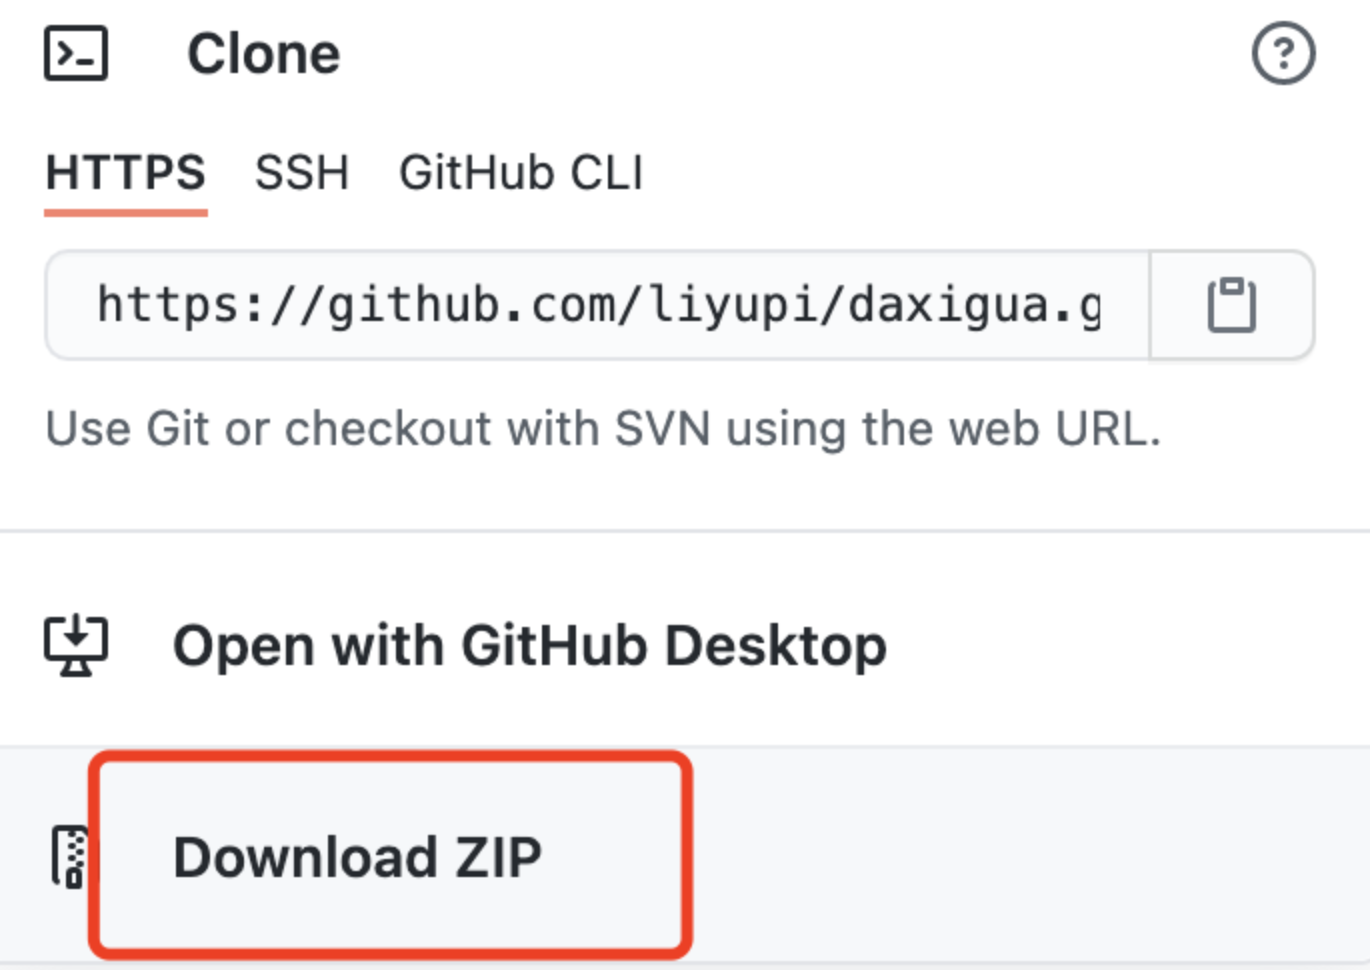 Clone
HTTPS SSH GitHub CLI
https://github.com/liyupi/daxigua.g
Use Git or checkout with SVN using the web URL.
Open with GitHub Desktop
Download ZIP